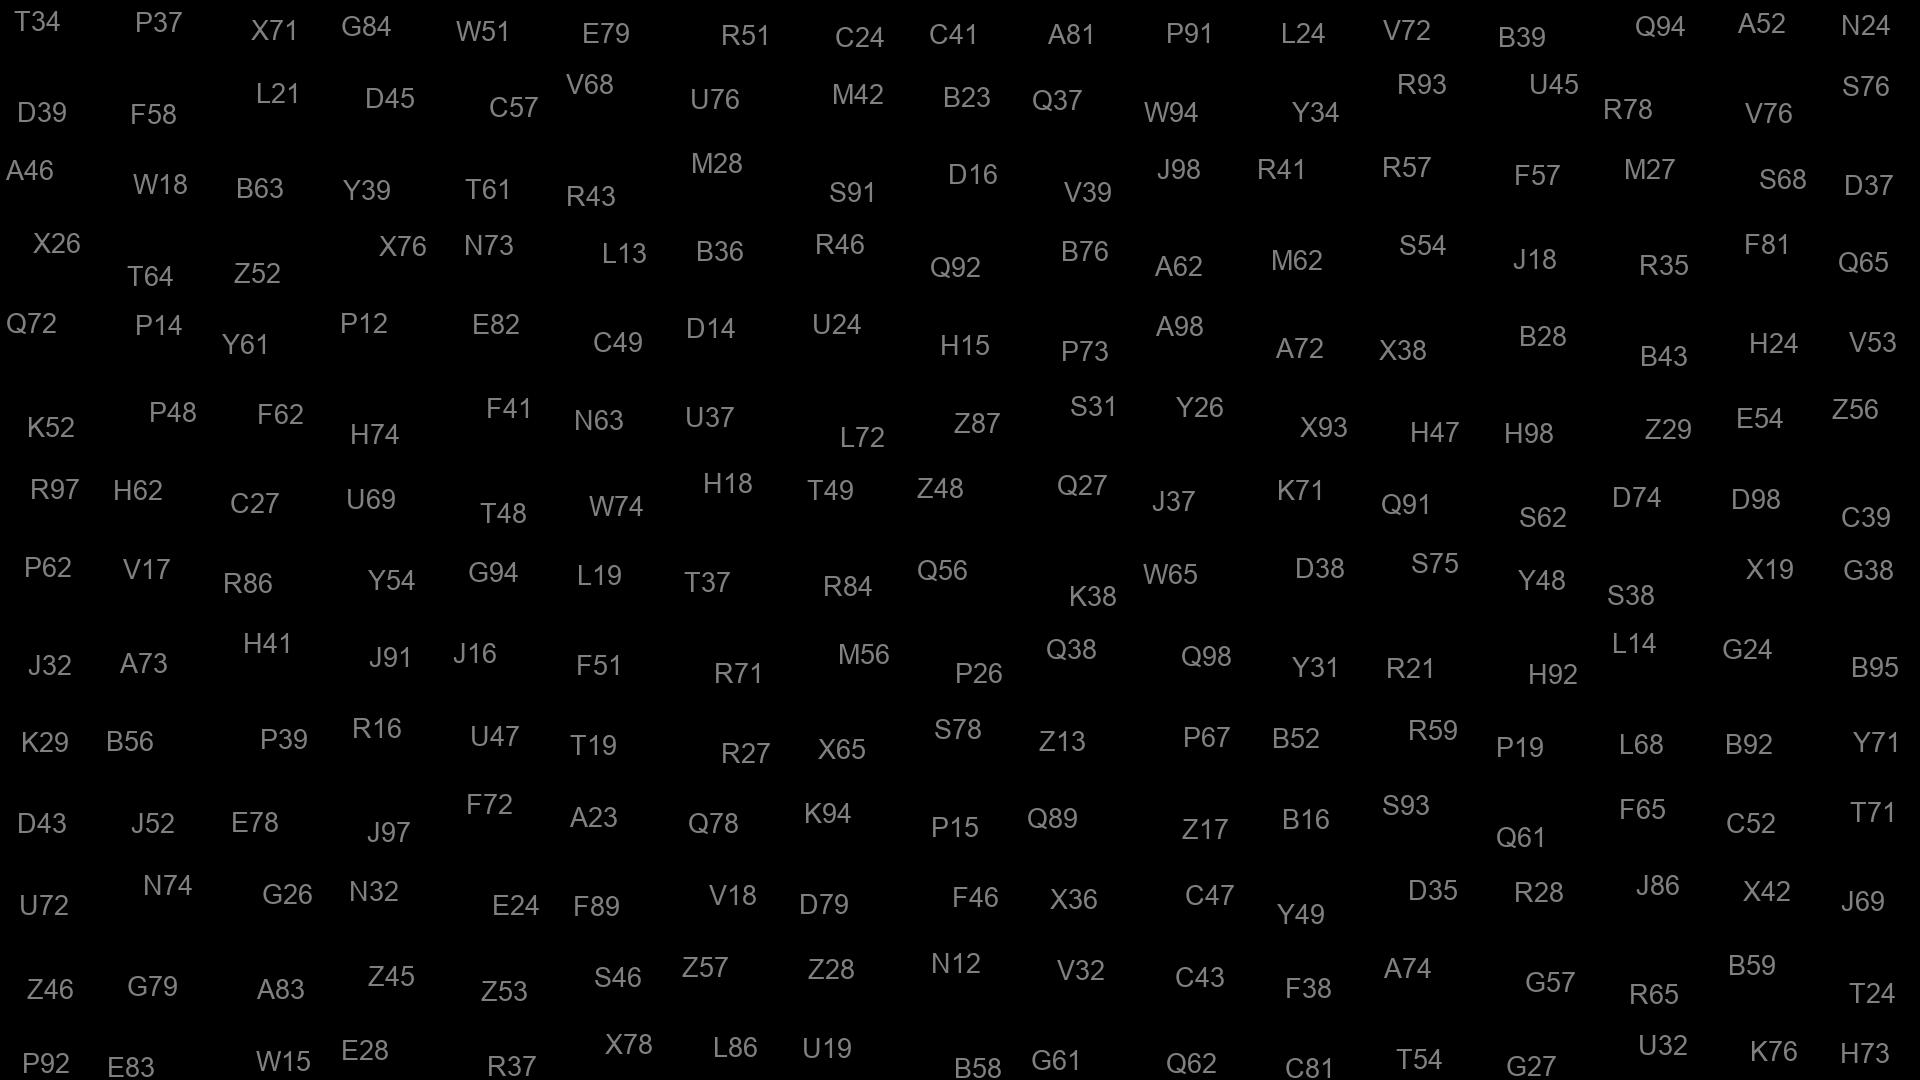 T34 P37 X71 G84 W51 E79 R51 C24 C41 A81 P91 L24 V72 B39 Q94 A52 N24
D39 F58 L21 D45 C57 V68 U76 M42 B23 Q37 W94 Y34 R93 U45 R78 V76 S76
A46 W18 B63 Y39 T61 R43 M28 S91 D16 V39 J98 R41 R57 F57 M27 S68 D37
X26 T64 Z52 X76 N73 L13 B36 R46 Q92 B76 A62 M62 S54 J18 R35 F81 Q65
Q72 P14 Y61 P12 E82 C49 D14 U24 H15 P73 A98 A72 X38 B28 B43 H24 V53
K52 P48 F62 H74 F41 N63 U37 L72 Z87 S31 Y26 X93 H47 H98 Z29 E54 Z56
R97 H62 C27 U69 T48 W74 H18 T49 Z48 Q27 J37 K71 Q91 S62 D74 D98 C39
P62 V17 R86 Y54 G94 L19 T37 R84 Q56 K38 W65 D38 S75 Y48 S38 X19 G38
J32 A73 H41 J91 J16 F51 R71 M56 P26 Q38 Q98 Y31 R21 H92 L14 G24 B95
K29 B56 P39 R16 U47 T19 R27 X65 S78 Z13 P67 B52 R59 P19 L68 B92 Y71
D43 J52 E78 J97 F72 A23 Q78 K94 P15 Q89 Z17 B16 S93 Q61 F65 C52 T71
U72 N74 G26 N32 E24 F89 V18 D79 F46 X36 C47 Y49 D35 R28 J86 X42 J69
Z46 G79 A83 Z45 Z53 S46 Z57 Z28 N12 V32 C43 F38 A74 G57 R65 B59 T24
P92 E83 W15 E28 R37 X78 L86 U19 B58 G61 Q62 C81 T54 G27 U32 K76 H73